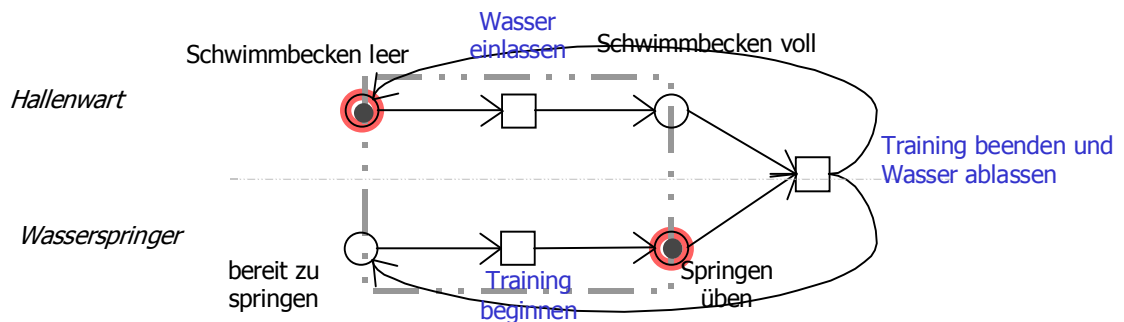 Wasser
einlassen
Schwimmbecken leer
Schwimmbecken voll
Hallenwart
Training beenden und
Wasser ablassen
Wasserspringer
bereit zu
springen
Training
beginnen
Springen
üben